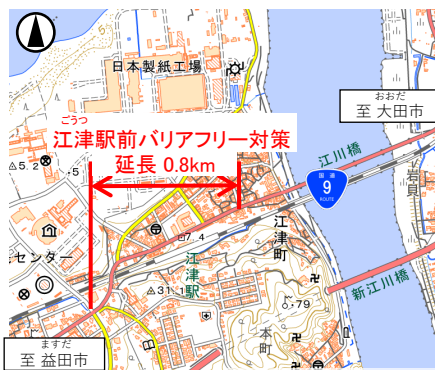 日本製紙工場
ごうつ
江津駅前バリアフリー対策
延長 0.8km
おおだ
至 大田市
江川橋
国道
9
ROUTE
岩貝
5.2
5
7.4
江津町
江津駅
センター
31.1
79
新江川橋
本町
ますだ
至 益田市